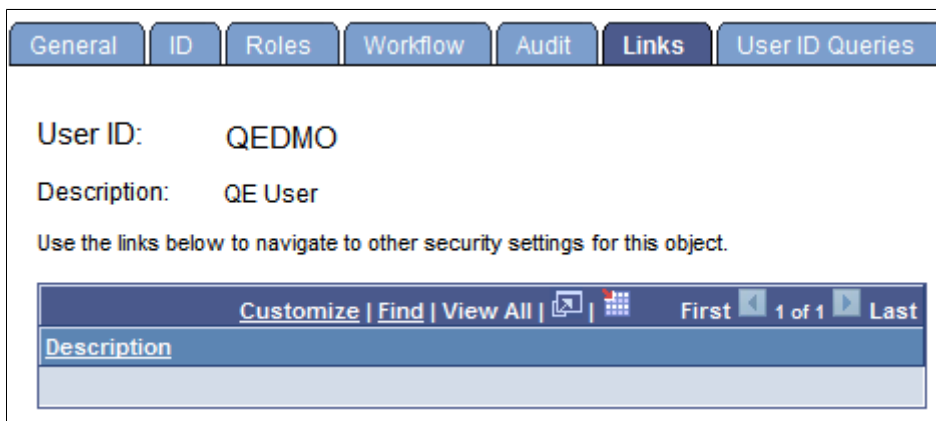 General ID Roles Workflow Audit Links User ID Queries
User ID: QEDMO
Description: QE User
Use the links below to navigate to other security settings for this object.
Customize | Find | View All | | First 1 of 1 Last
Description